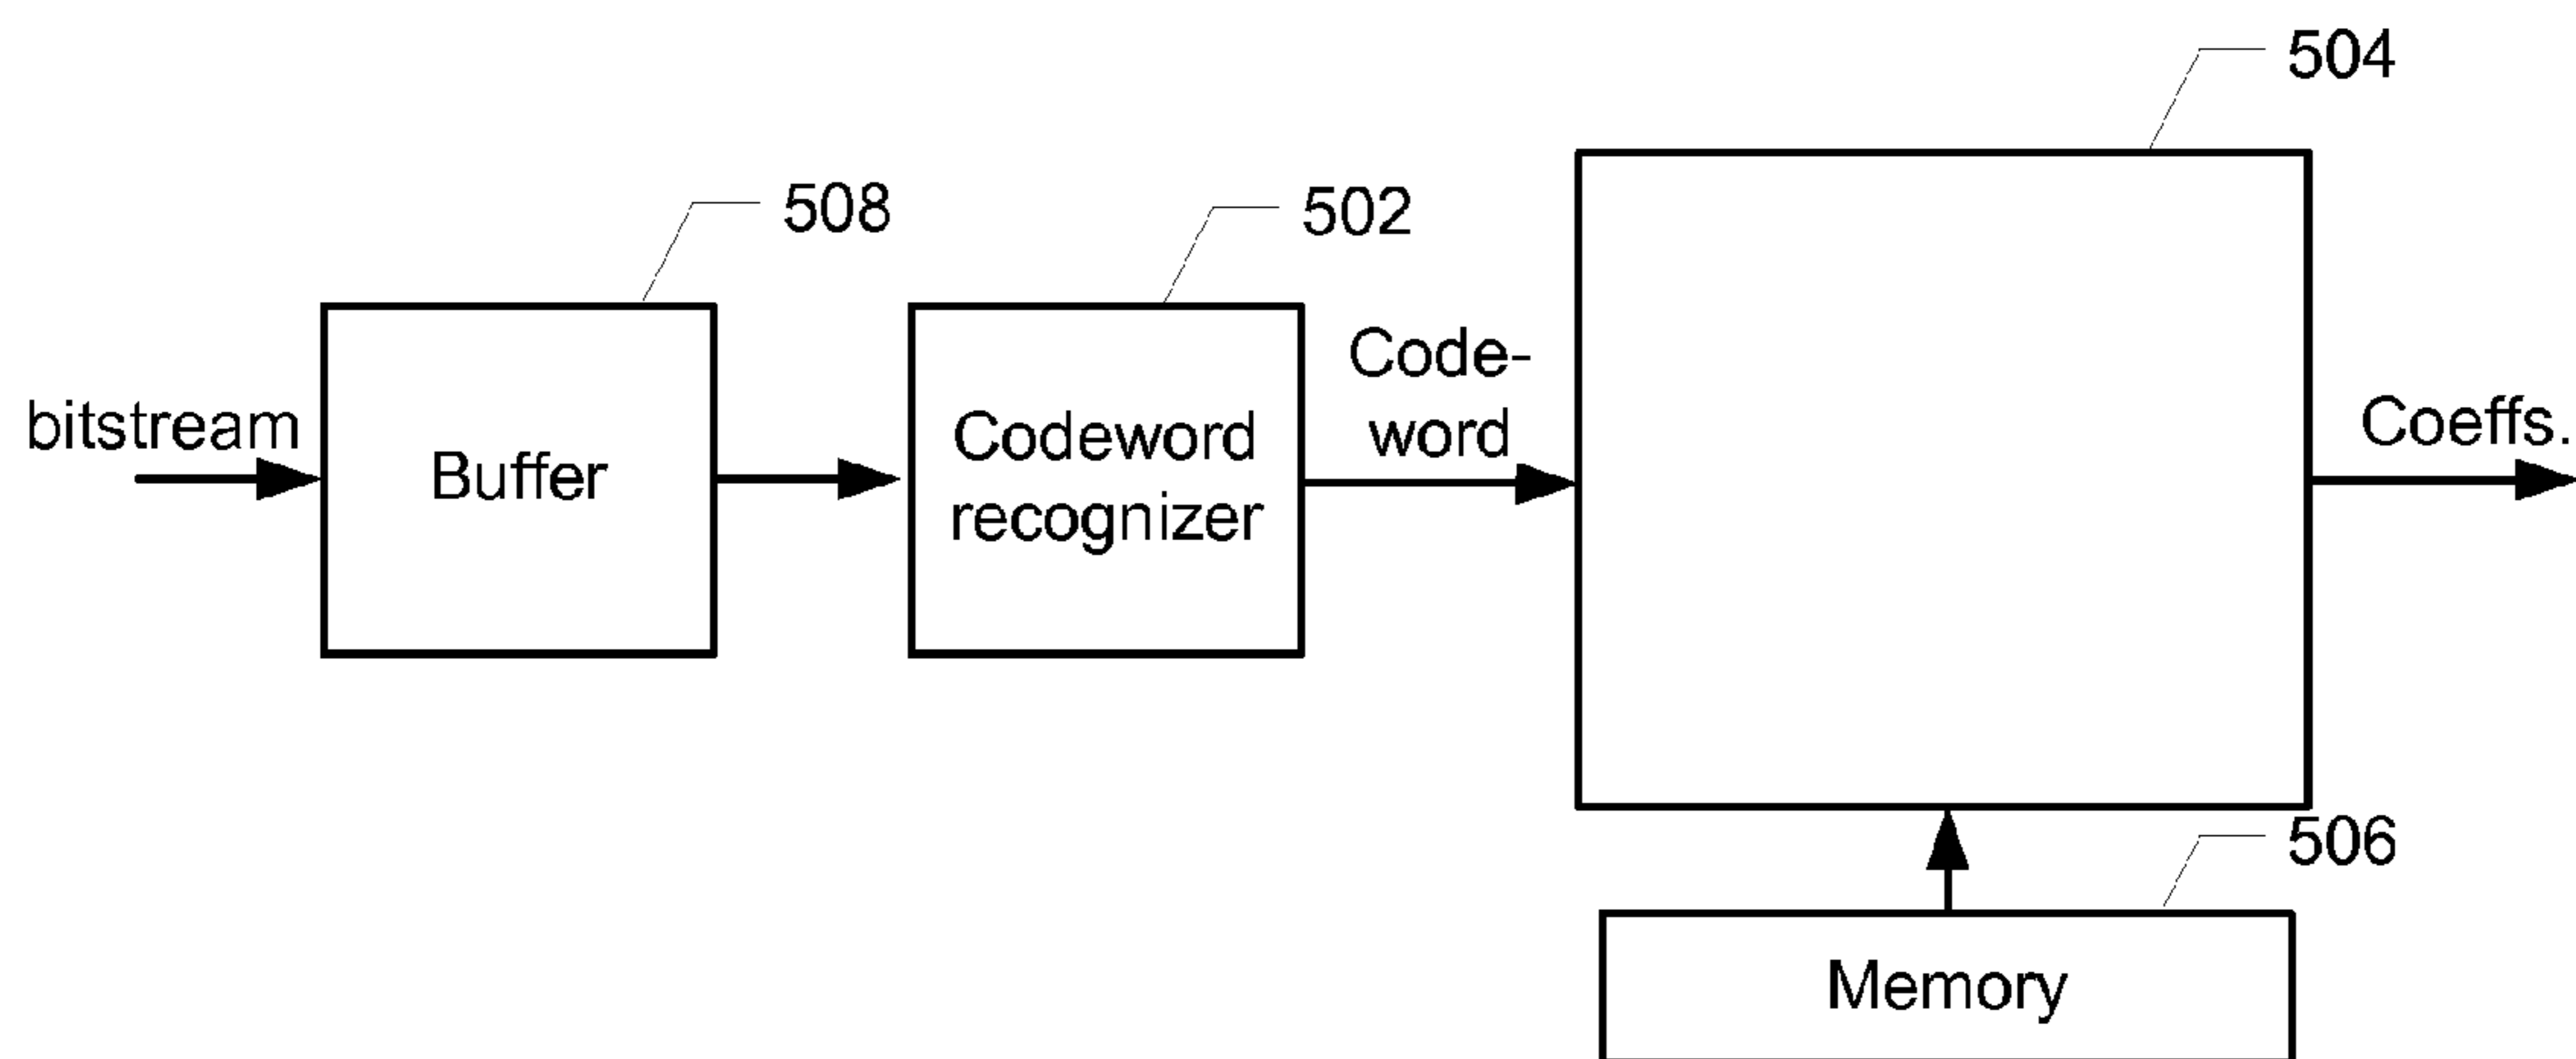 504
508
502
Code-
word
bitstream
Buffer
Codeword
recognizer
Coeffs.
506
Memory